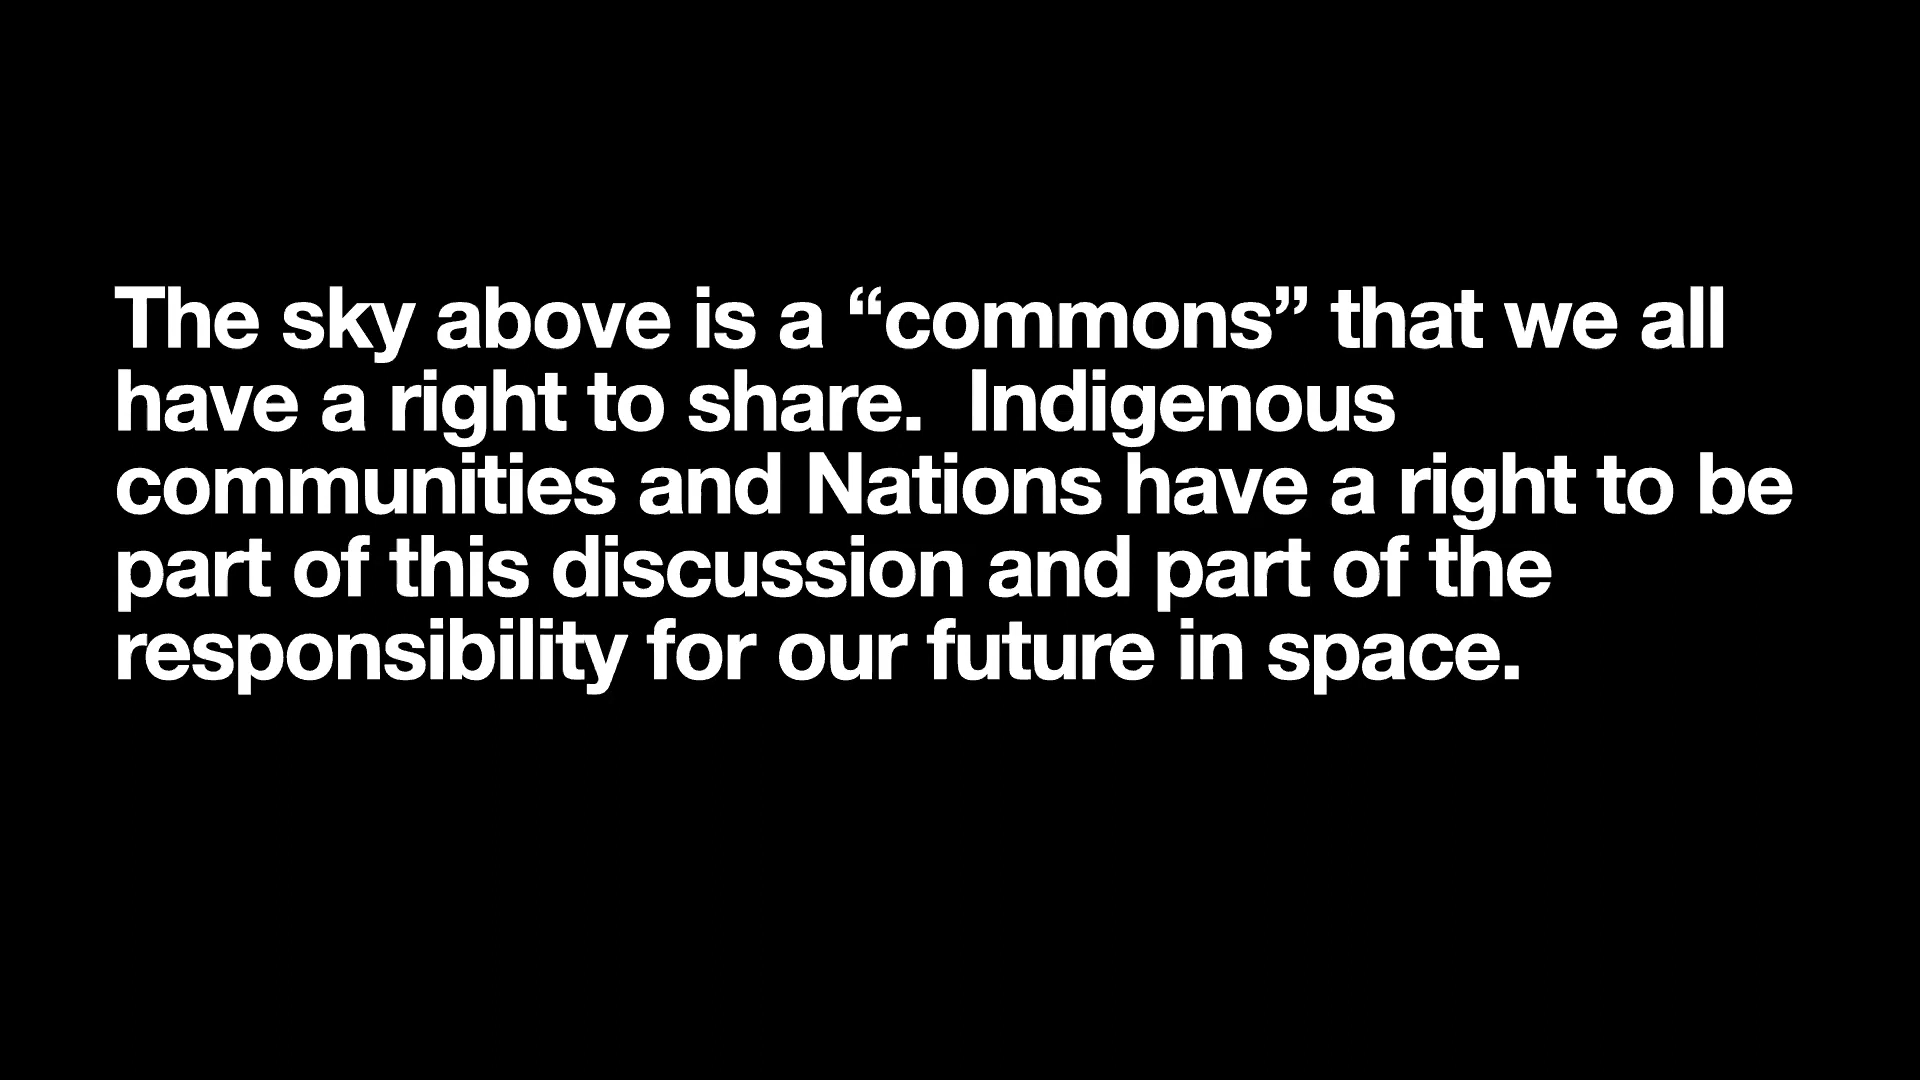 The sky above is a “commons” that we all
have a right to share.  Indigenous
communities and Nations have a right to be
part of this discussion and part of the
responsibility for our future in space.